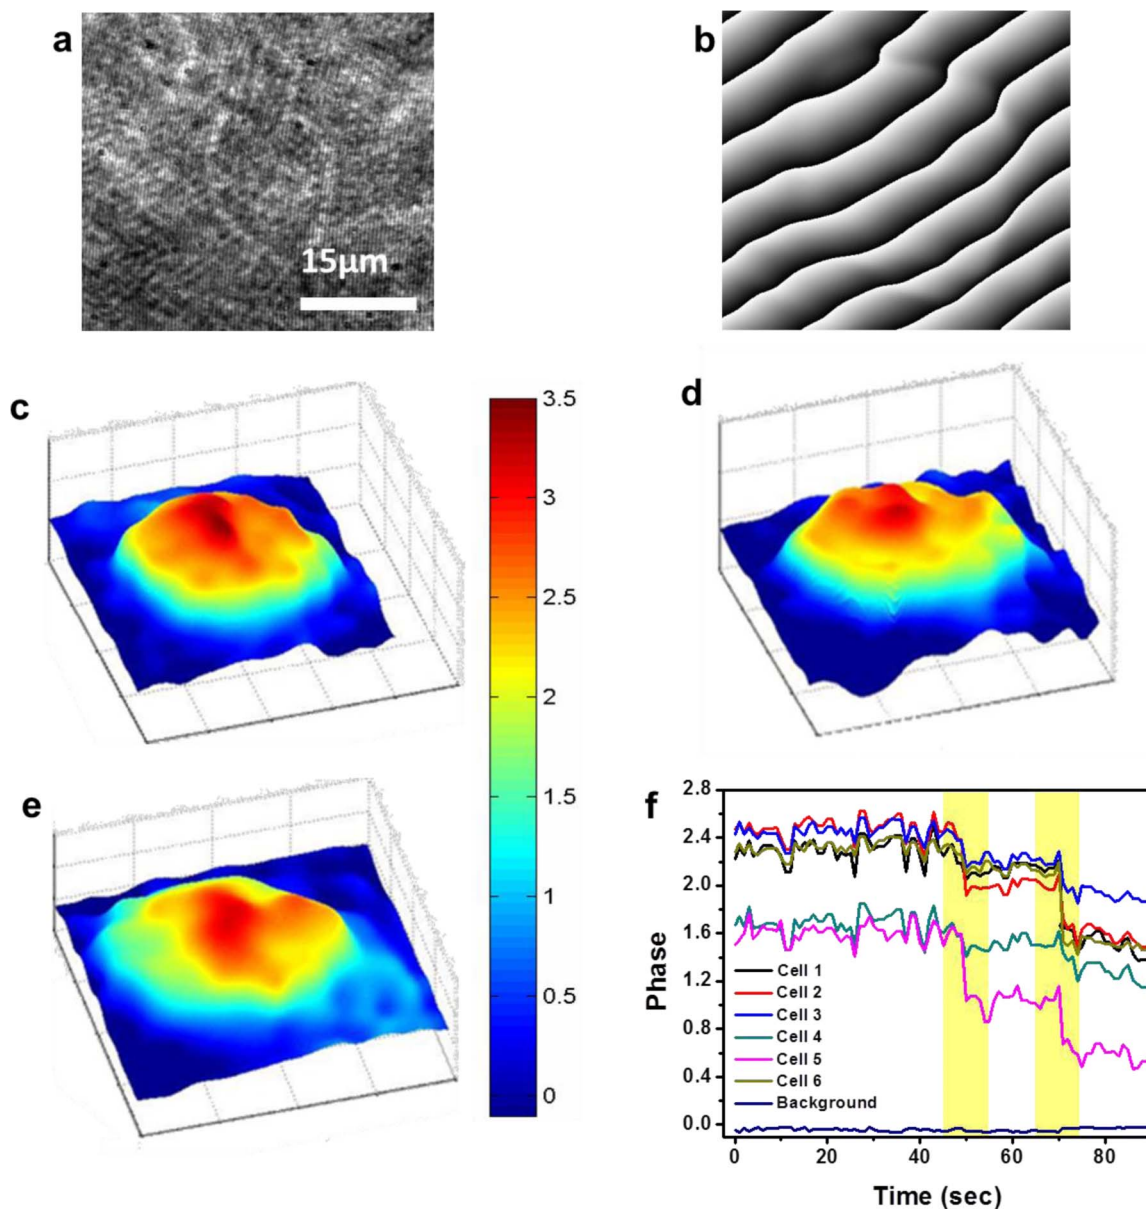 a
b
15μm
c
d
3.5
3
2.5
2
1.5
1
0.5
0
e
f
2.8
2.4
2.0
1.6
1.2
0.8
0.4
0.0
Phase
Cell 1
Cell 2
Cell 3
Cell 4
Cell 5
Cell 6
Background
0
20
40
60
80
Time (sec)